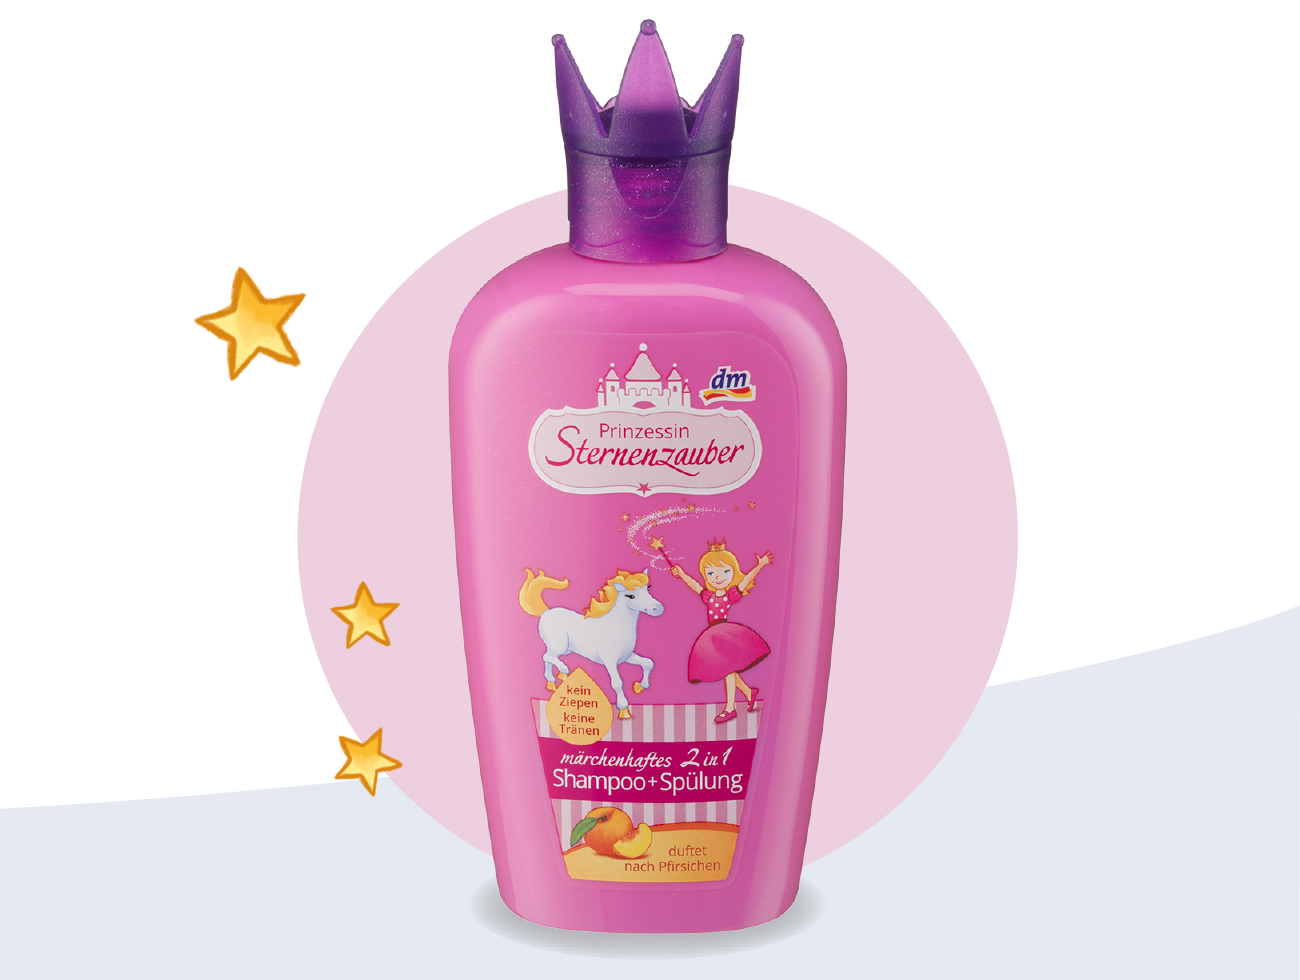 dm
Prinzessin
Sternenzauber
kein
Ziepen
keine
Tränen
märchenhaftes 2 in 1
Shampoo+Spülung
duftet
nach Pfirsichen